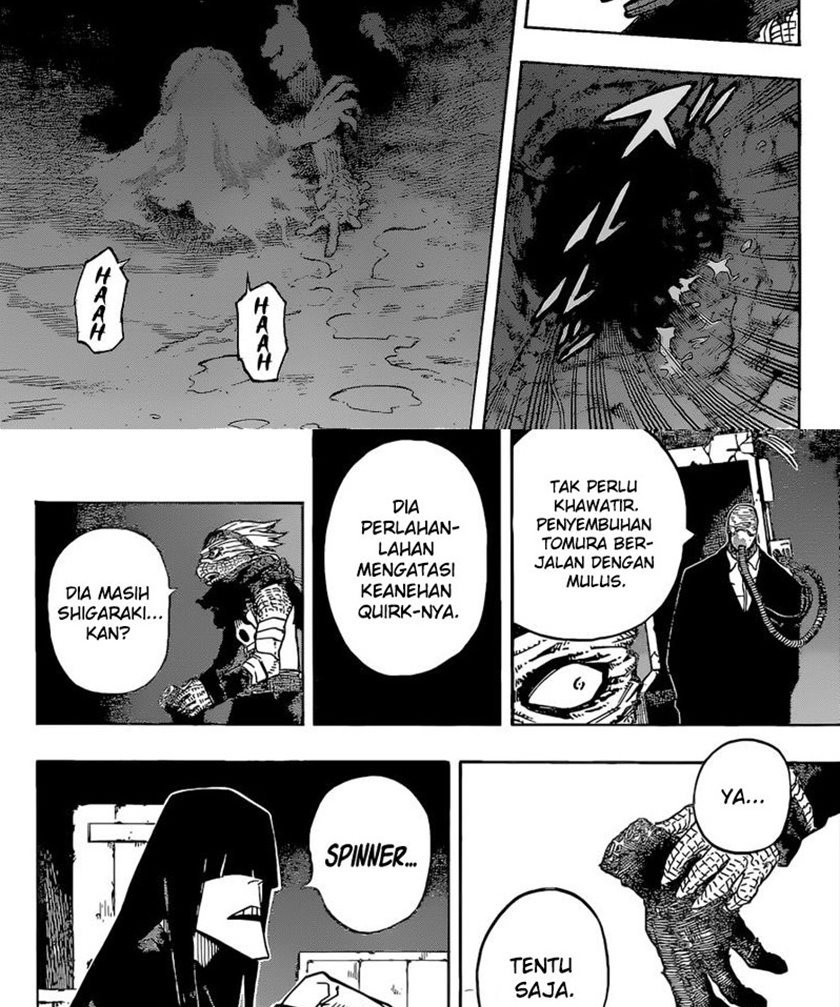 HAAH
HAAH
TAK PERLU
KHAWATIR.
PENYEMBUHAN
TOMURA BER-
JALAN DENGAN
MULUS.
DIA
PERLAHAN-
LAHAN
MENGATASI
KEANEHAN
QUIRK-NYA.
DIA MASIH
SHIGARAKI...
KAN?
YA...
TENTU
SAJA.
SPINNER...